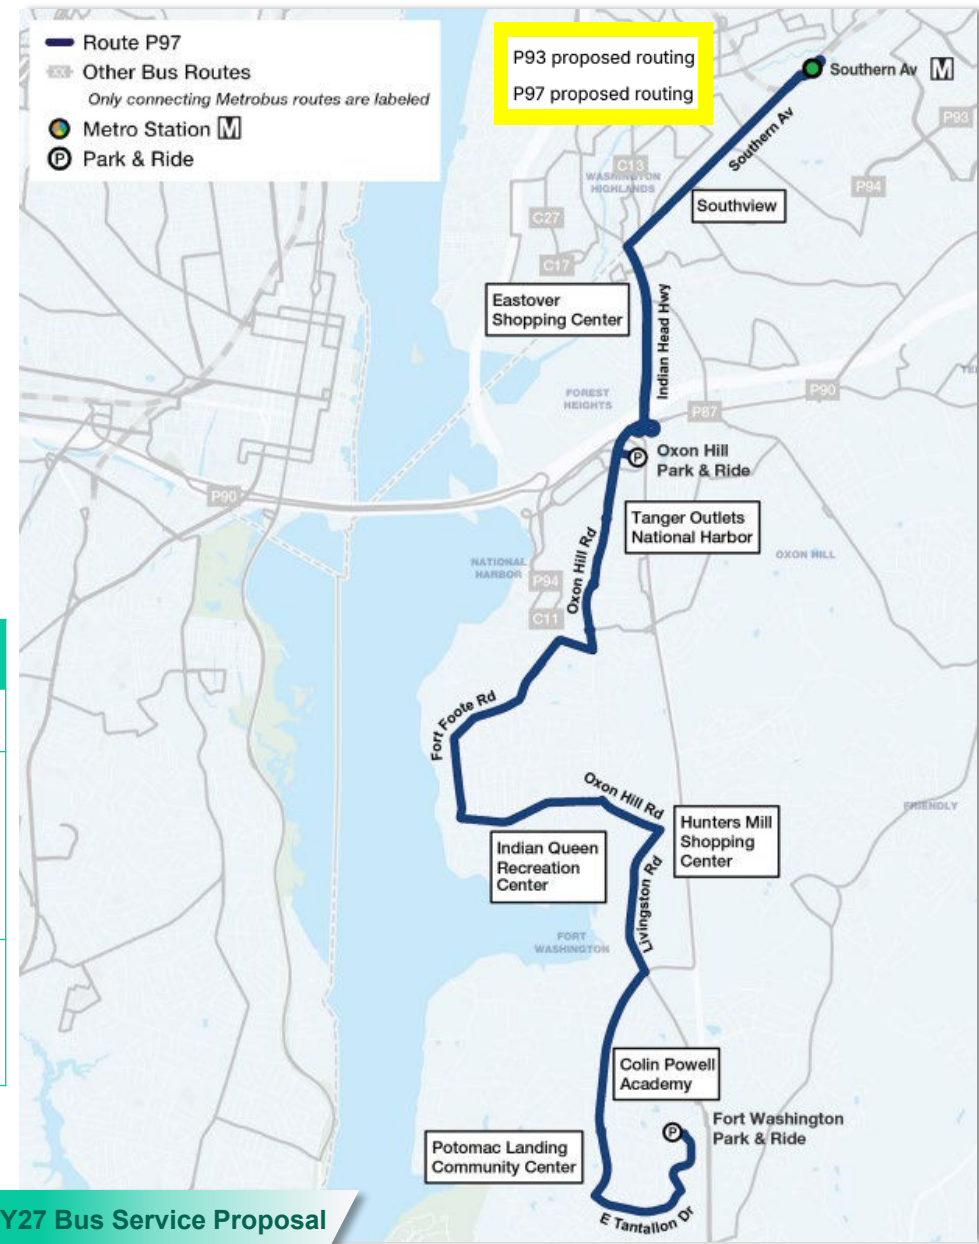 Route P97
XX Other Bus Routes
Only connecting Metrobus routes are labeled
Metro Station M
P Park & Ride
P93 proposed routing
P97 proposed routing
Southern Av M
P93
Southern Av
C13
WASHINGTON
HIGHLANDS
P94
Southview
C27
C17
Eastover
Shopping Center
Indian Head Hwy
FOREST
HEIGHTS
P87
P90
P
Oxon Hill
Park & Ride
P90
Tanger Outlets
National Harbor
OXON HILL
NATIONAL
HARBOR
P94
C11
Oxon Hill Rd
Fort Foote Rd
Oxon Hill Rd
FRIENDLY
Hunters Mill
Shopping
Center
Indian Queen
Recreation
Center
Livingston Rd
FORT
WASHINGTON
Colin Powell
Academy
P
Fort Washington
Park & Ride
Potomac Landing
Community Center
E Tantallon Dr
Y27 Bus Service Proposal